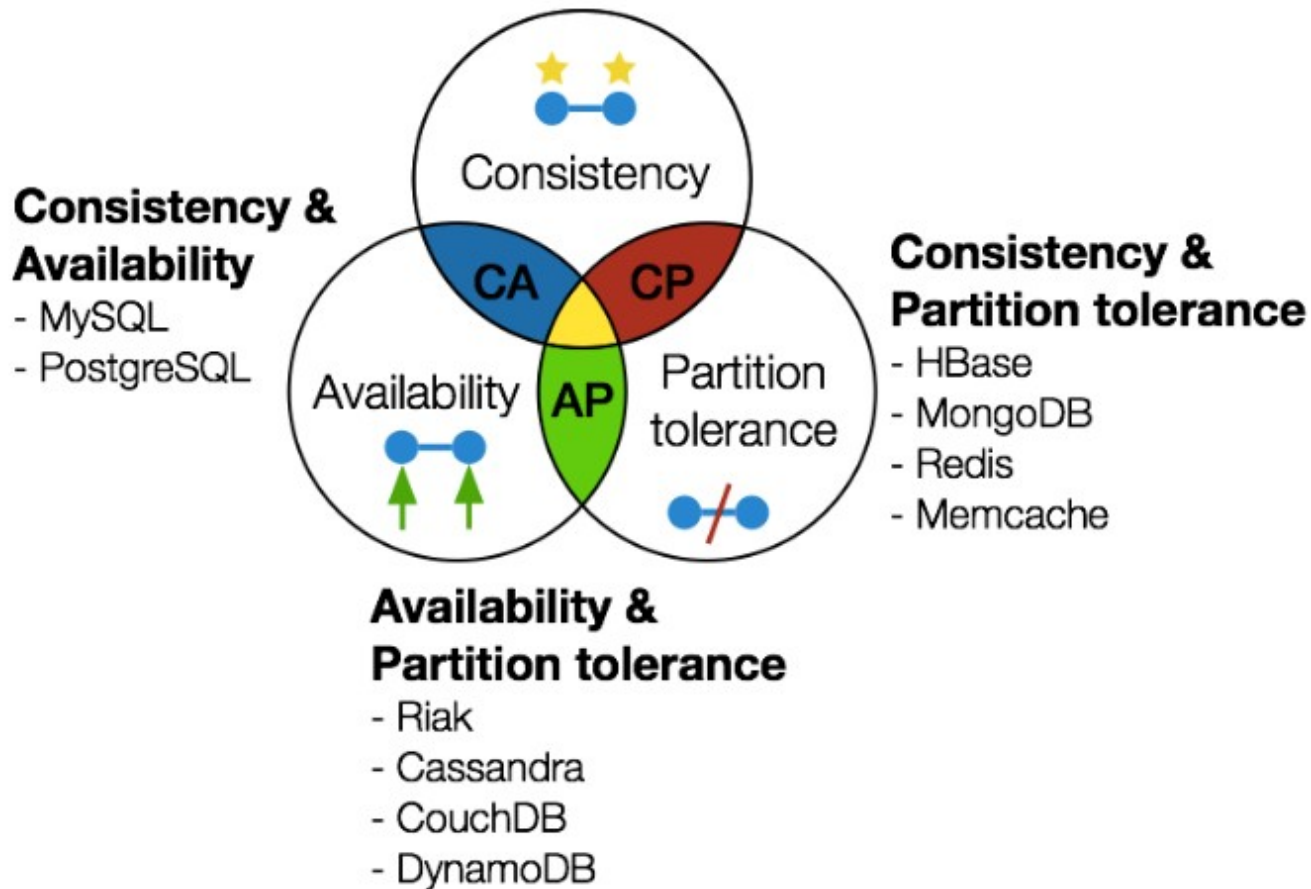 Consistency
Consistency &
Availability
- MySQL
- PostgreSQL
CA
CP
Availability
AP
Partition
tolerance
Consistency &
Partition tolerance
- HBase
- MongoDB
- Redis
- Memcache
Availability &
Partition tolerance
- Riak
- Cassandra
- CouchDB
- DynamoDB